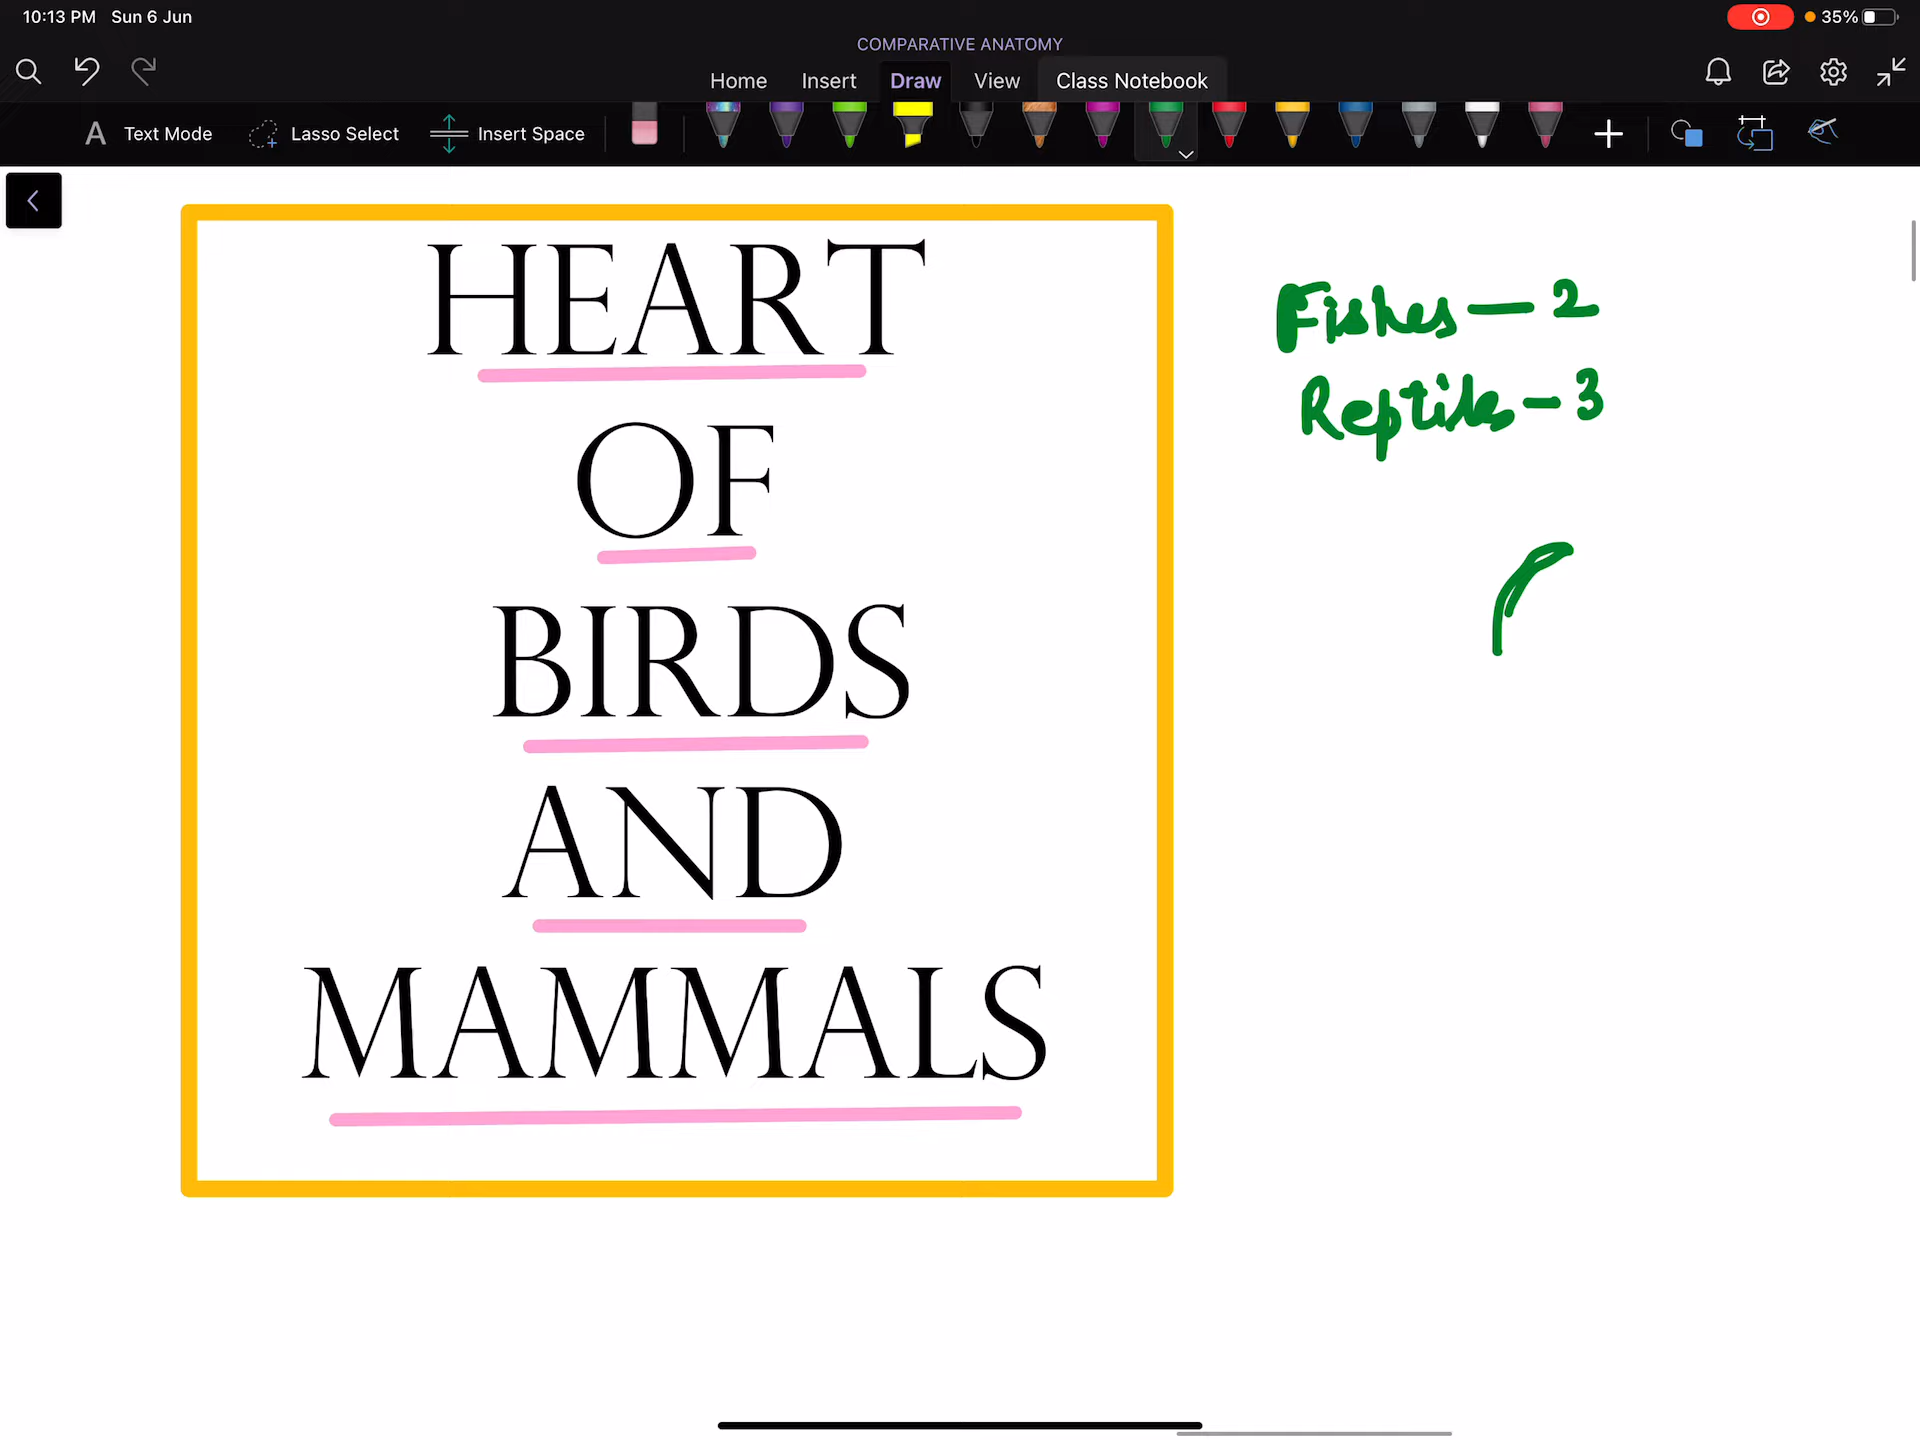 10:13 PM Sun 6 Jun
35%
COMPARATIVE ANATOMY
Home Insert Draw View Class Notebook
A Text Mode Lasso Select Insert Space
HEART
OF
BIRDS
AND
MAMMALS
Fishes — 2
Reptiles – 3